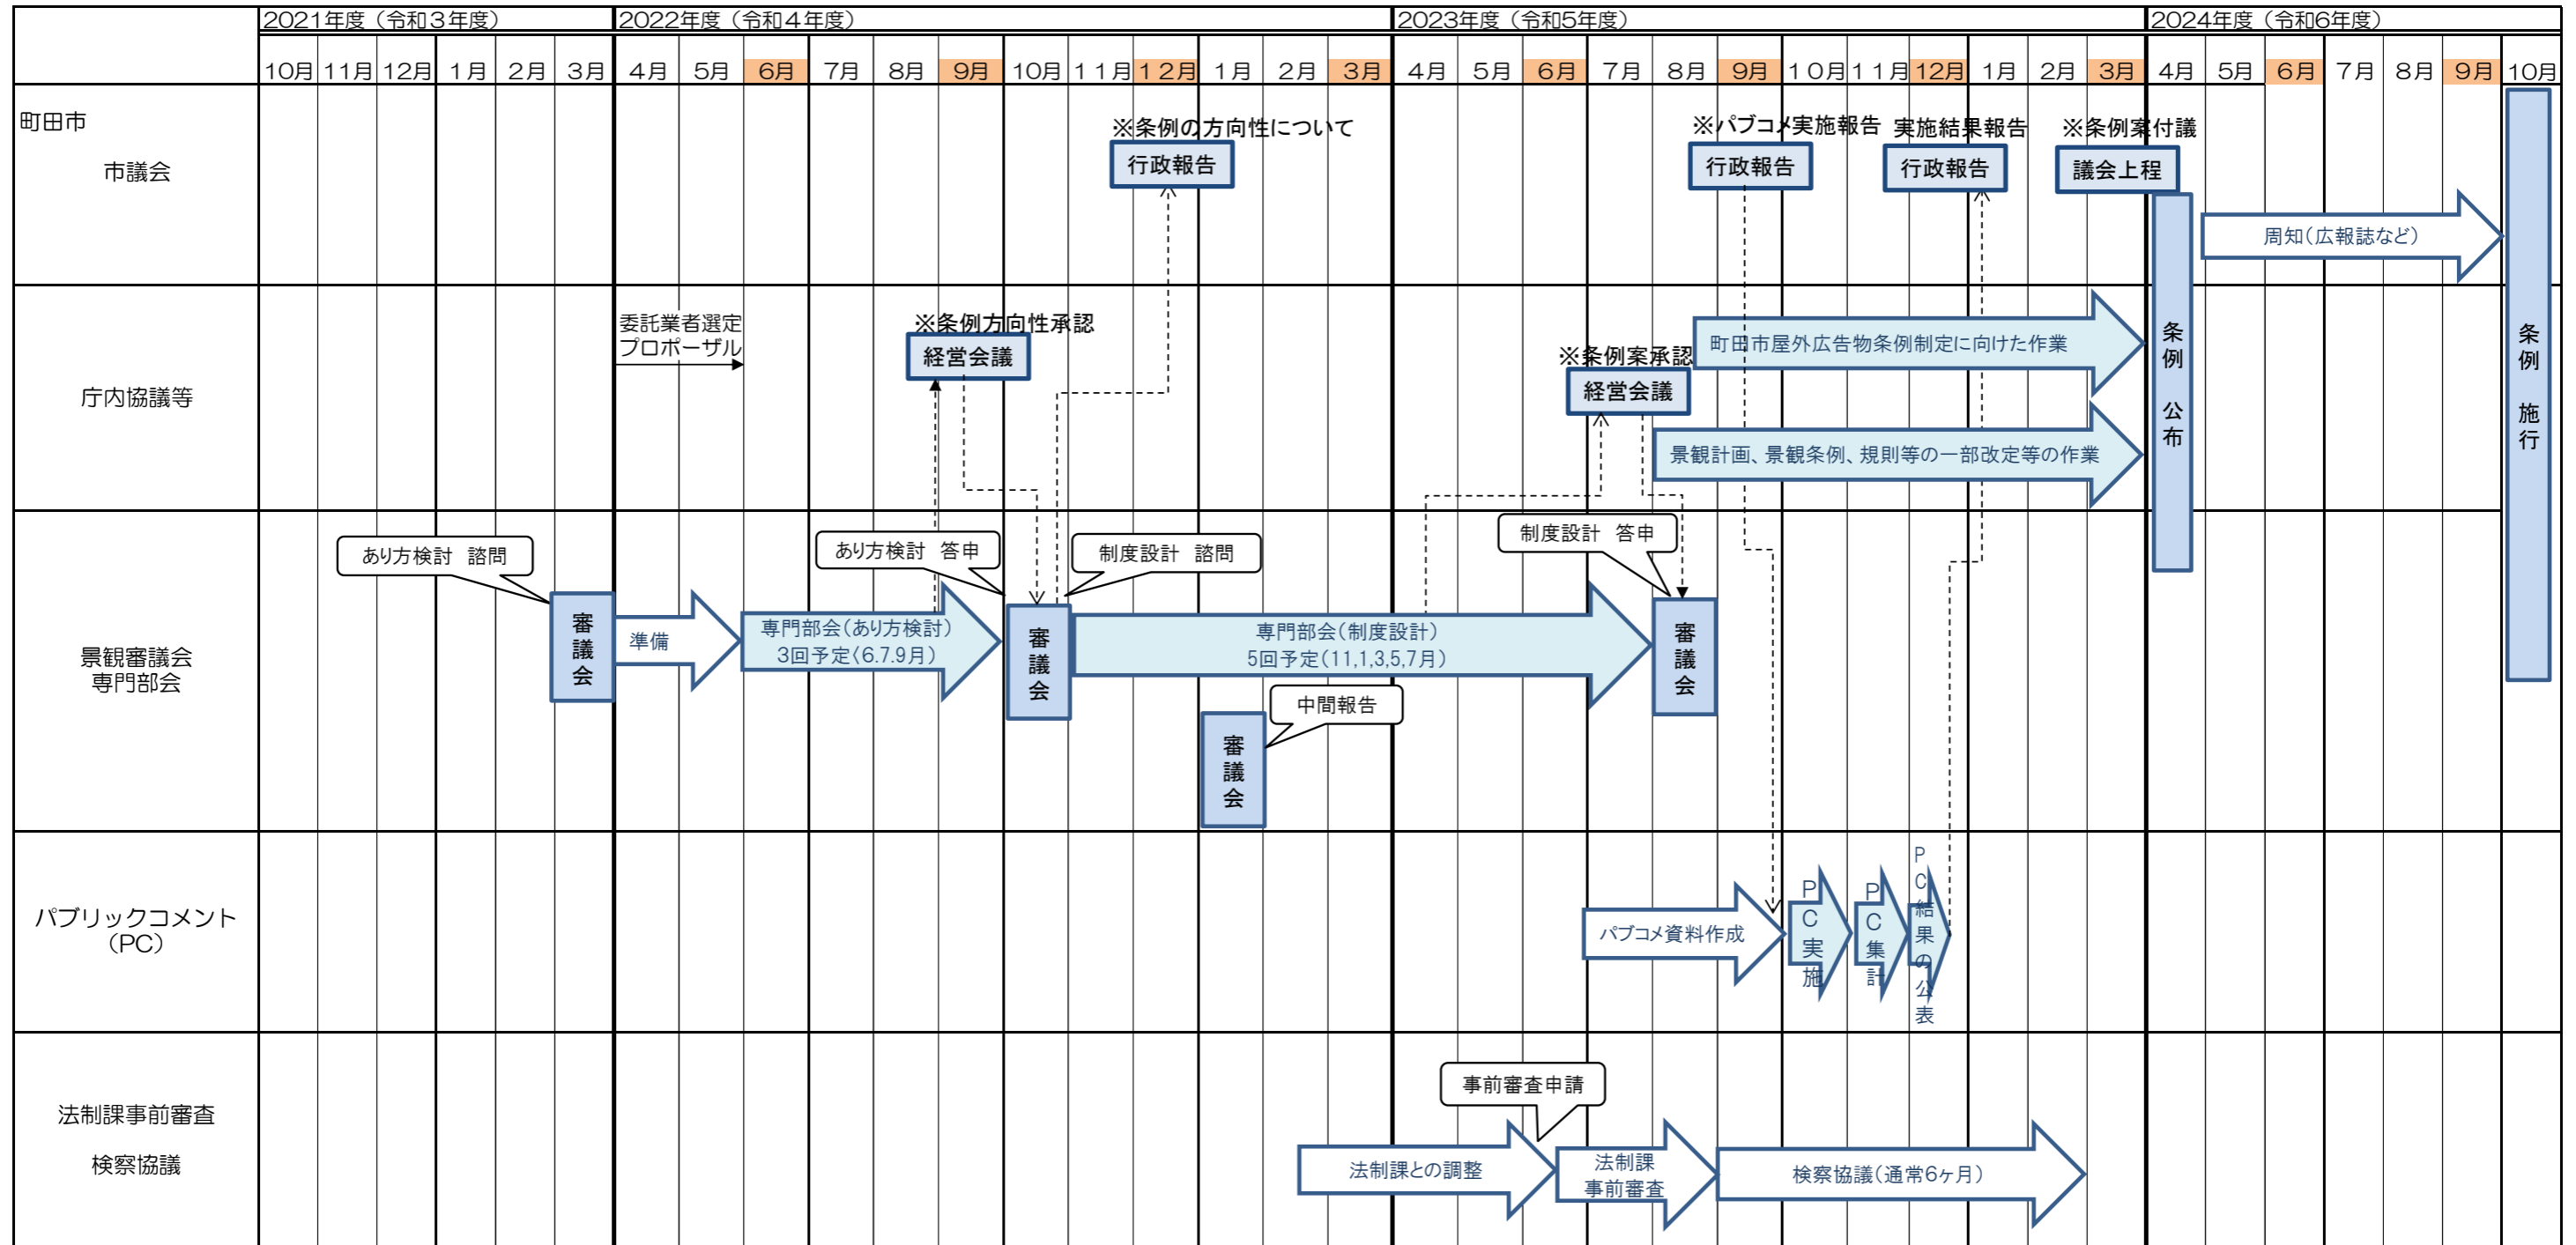 2021年度（令和３年度）
2022年度（令和４年度）
2023年度（令和5年度）
2024年度（令和6年度）
10月 11月 12月 １月 ２月 ３月 ４月 ５月 ６月 ７月 ８月 ９月 10月 １１月 １２月 １月 ２月 ３月 ４月 ５月 ６月 ７月 ８月 ９月 １０月 １１月 12月 １月 ２月 ３月 ４月 ５月 ６月 ７月 ８月 ９月 10月
町田市
市議会
※条例の方向性について
行政報告
※パブコメ実施報告
行政報告
実施結果報告
行政報告
※条例案付議
議会上程
周知（広報誌など）
条例　公布
条例　施行
庁内協議等
委託業者選定
プロポーザル
※条例方向性承認
経営会議
※条例案承認
経営会議
町田市屋外広告物条例制定に向けた作業
景観計画、景観条例、規則等の一部改定等の作業
景観審議会
専門部会
あり方検討　諮問
審議会
準備
専門部会（あり方検討）
3回予定（6.7.9月）
あり方検討　答申
審議会
制度設計　諮問
専門部会（制度設計）
5回予定（11,1,3,5,7月）
中間報告
審議会
制度設計　答申
審議会
パブリックコメント
（PC）
パブコメ資料作成
PC実施
PC集計
PC結果の公表
法制課事前審査
検察協議
事前審査申請
法制課との調整
法制課
事前審査
検察協議（通常6ヶ月）